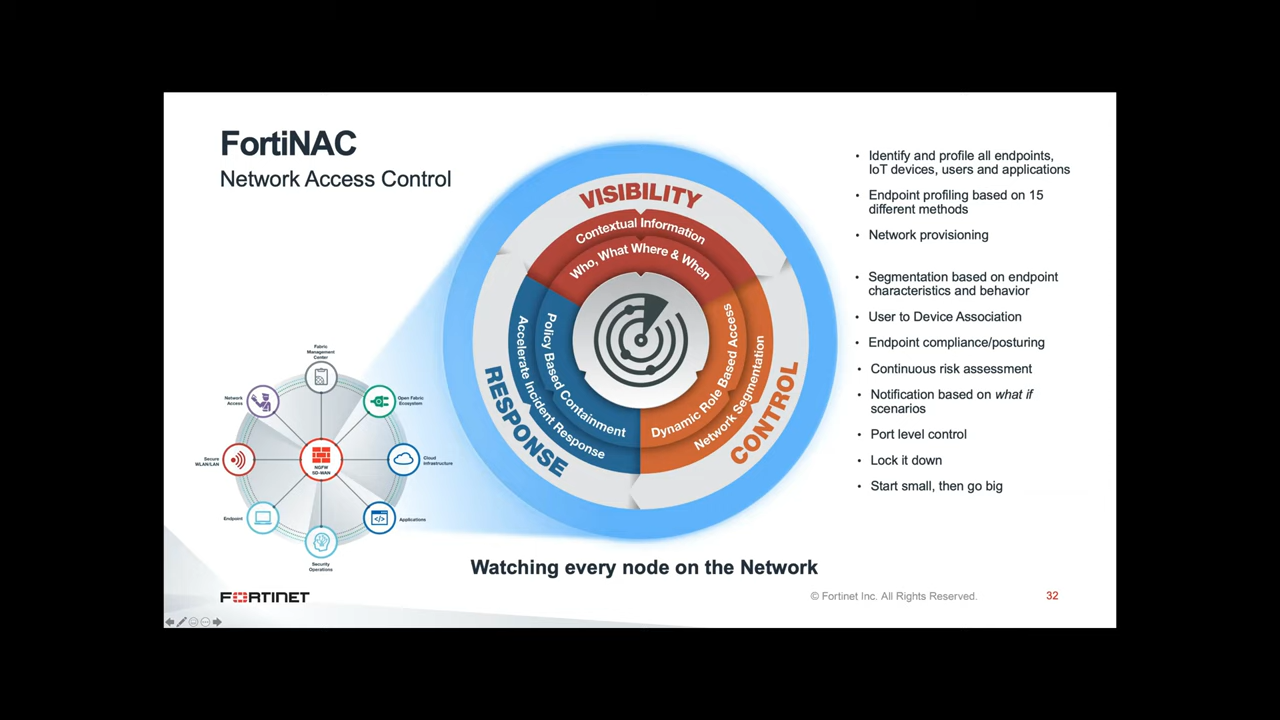 FortiNAC
Network Access Control
VISIBILITY
Contextual Information
Who, What Where & When
RESPONSE
Accelerate Incident Response
Policy Based Containment
CONTROL
Network Segmentation
Dynamic Role Based Access
Fabric
Management
Center
Network
Access
Open Fabric
Ecosystem
Secure
WLAN/LAN
NGFW
SD-WAN
Cloud
Infrastructure
Endpoint
Applications
Security
Operations
• Identify and profile all endpoints,
IoT devices, users and applications
• Endpoint profiling based on 15
different methods
• Network provisioning
• Segmentation based on endpoint
characteristics and behavior
• User to Device Association
• Endpoint compliance/posturing
• Continuous risk assessment
• Notification based on what if
scenarios
• Port level control
• Lock it down
• Start small, then go big
Watching every node on the Network
FORTINET
© Fortinet Inc. All Rights Reserved.
32